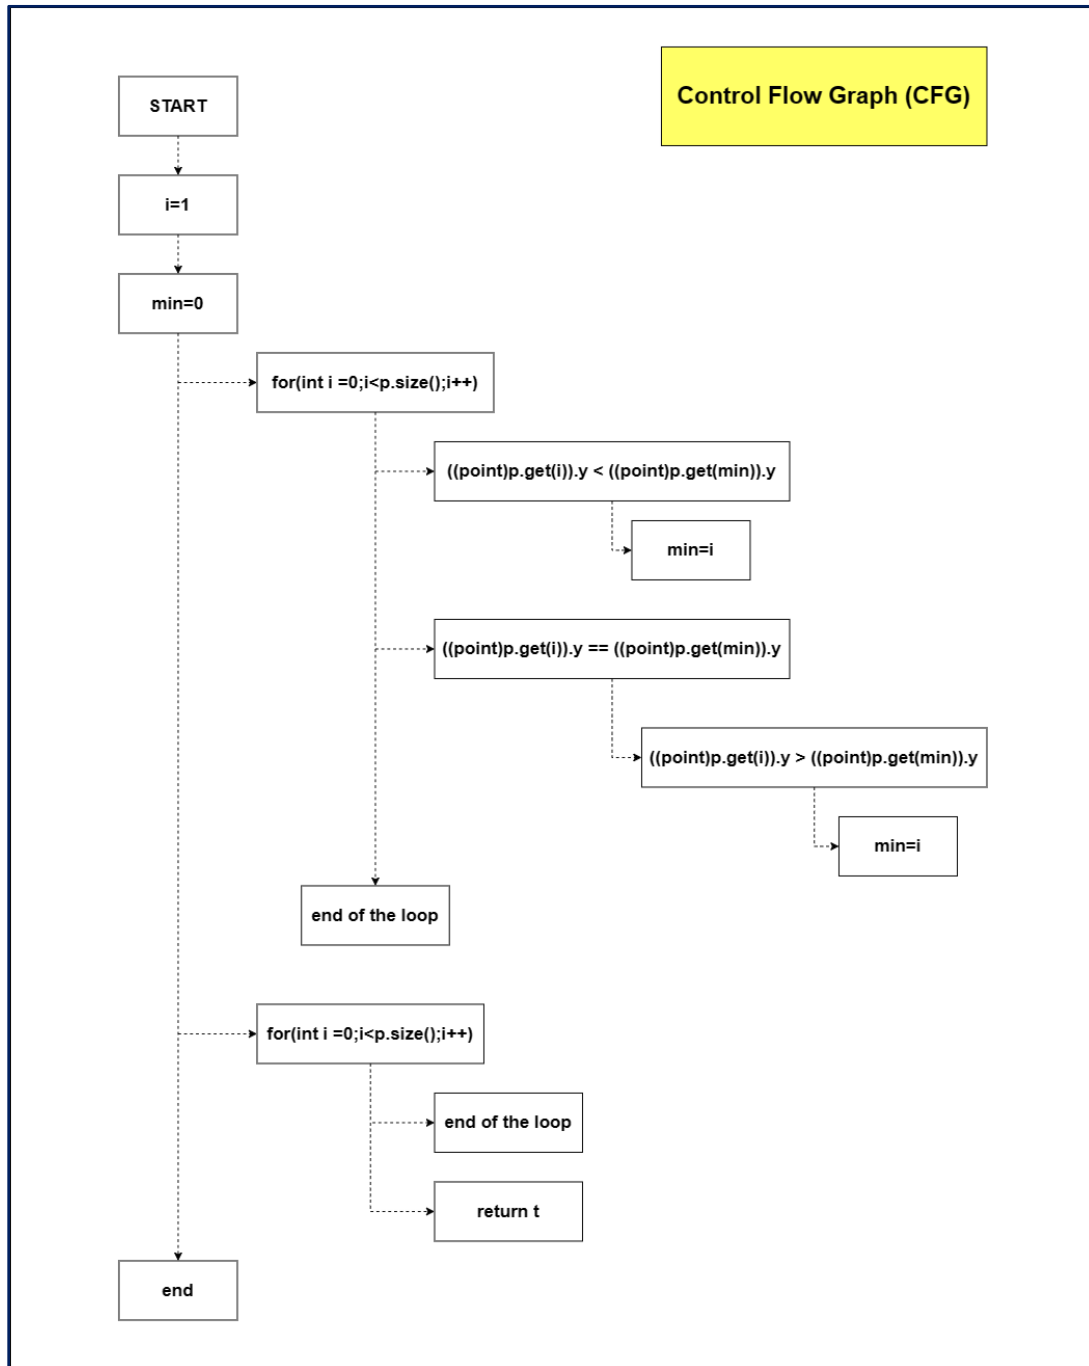 Control Flow Graph (CFG)
START
i=1
min=0
for(int i =0;i<p.size();i++)
((point)p.get(i)).y < ((point)p.get(min)).y
min=i
((point)p.get(i)).y == ((point)p.get(min)).y
((point)p.get(i)).y > ((point)p.get(min)).y
min=i
end of the loop
for(int i =0;i<p.size();i++)
end of the loop
return t
end